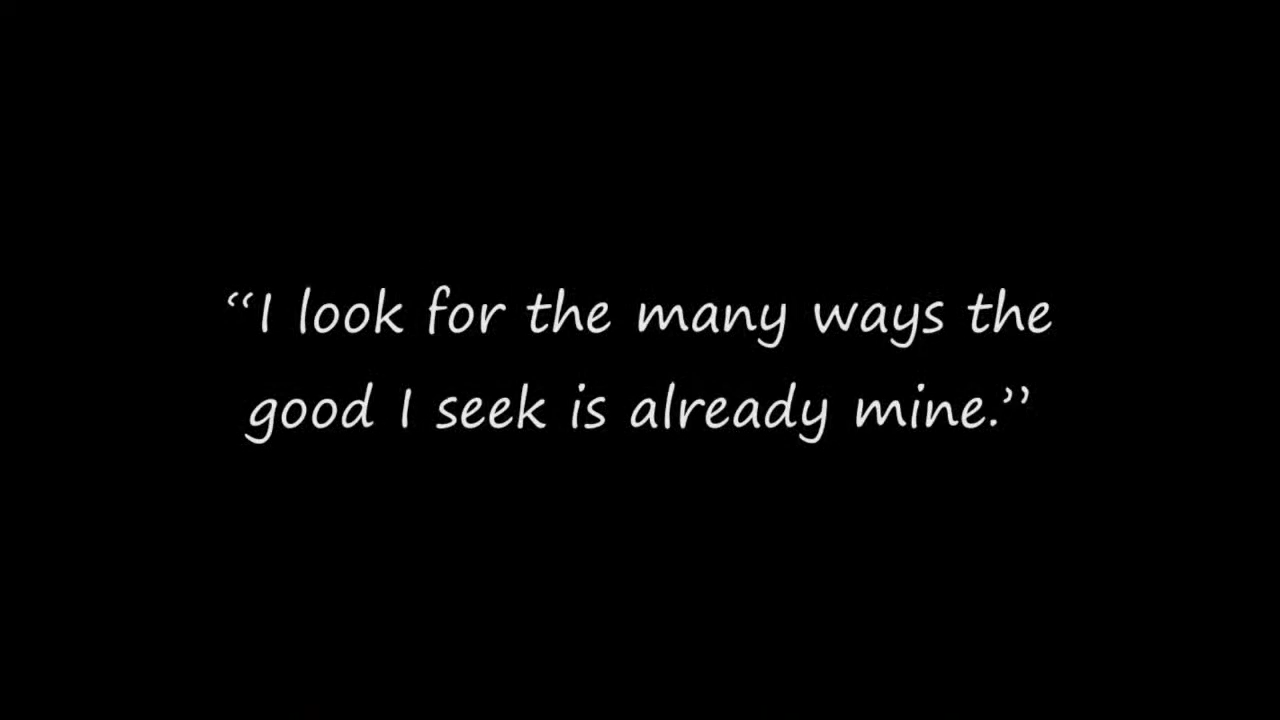 “I look for the many ways the
good I seek is already mine.”